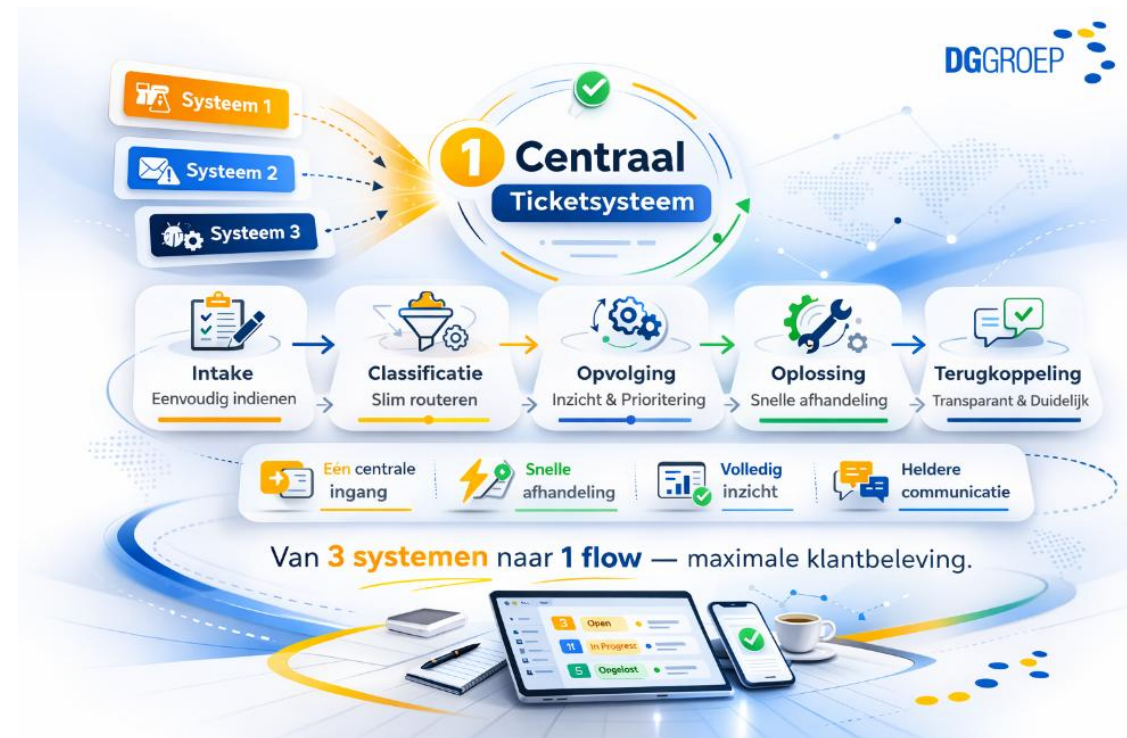 DGGROEP
Systeem 1
Systeem 2
Systeem 3
1 Centraal
Ticketsysteem
Intake
Eenvoudig indienen
Classificatie
Slim routeren
Opvolging
Inzicht & Prioritering
Oplossing
Snelle afhandeling
Terugkoppeling
Transparant & Duidelijk
Eén centrale
ingang
Snelle
afhandeling
Volledig
inzicht
Heldere
communicatie
Van 3 systemen naar 1 flow — maximale klantbeleving.
3 Open
11 In Progrest
5 Opgelost